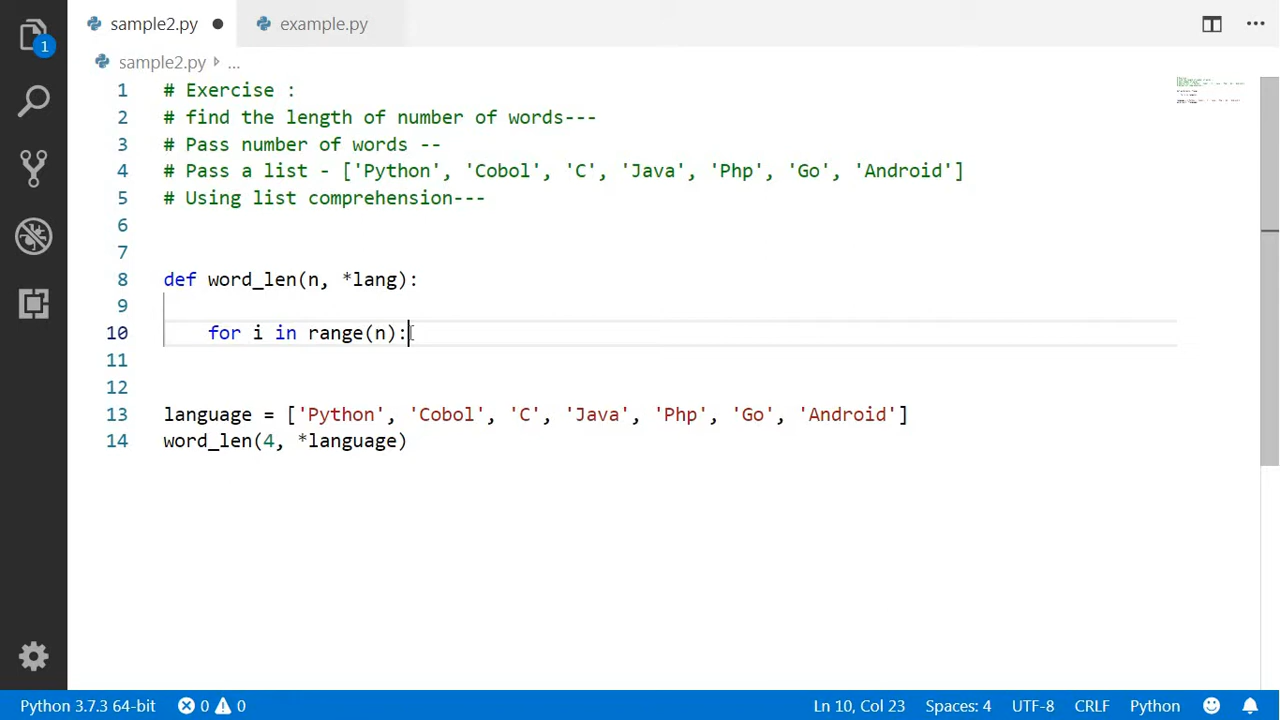 sample2.py
example.py
sample2.py ...
1 # Exercise :
2 # find the length of number of words---
3 # Pass number of words --
4 # Pass a list - ['Python', 'Cobol', 'C', 'Java', 'Php', 'Go', 'Android']
5 # Using list comprehension---
6
7
8 def word_len(n, *lang):
9
10 for i in range(n):
11
12
13 language = ['Python', 'Cobol', 'C', 'Java', 'Php', 'Go', 'Android']
14 word_len(4, *language)
1
Python 3.7.3 64-bit 0 0 Ln 10, Col 23 Spaces: 4 UTF-8 CRLF Python